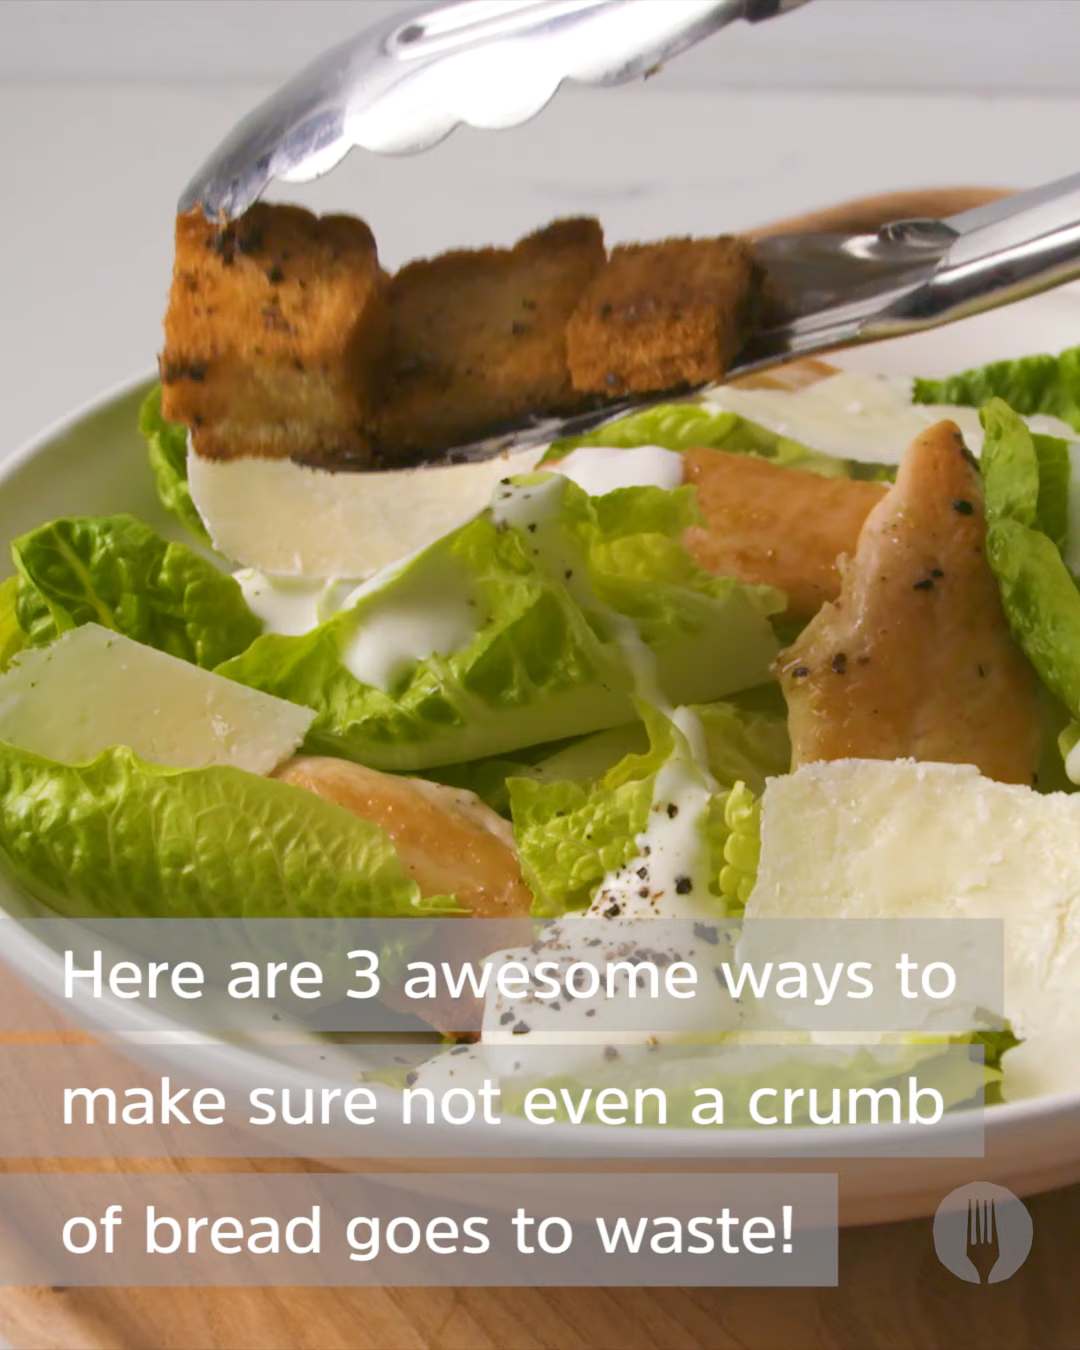 Here are 3 awesome ways to
make sure not even a crumb
of bread goes to waste!